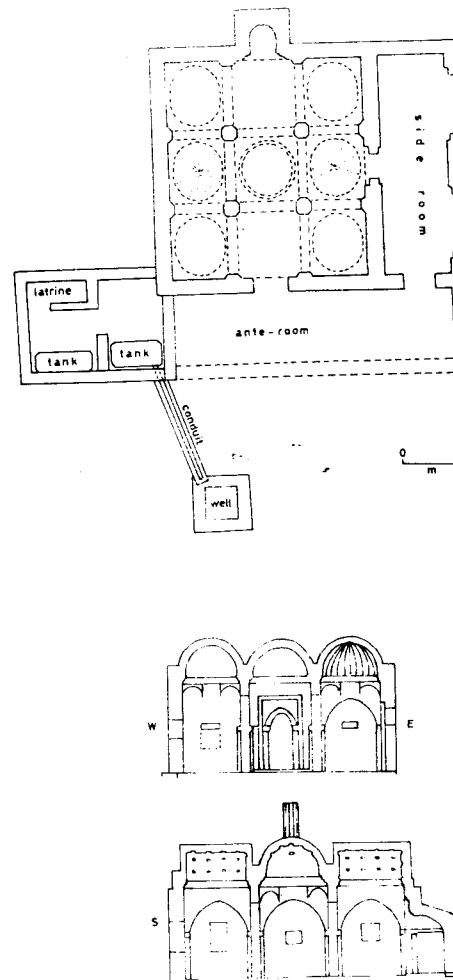 side room
latrine
ante-room
tank
tank
conduit
well
0
m
W
E
S